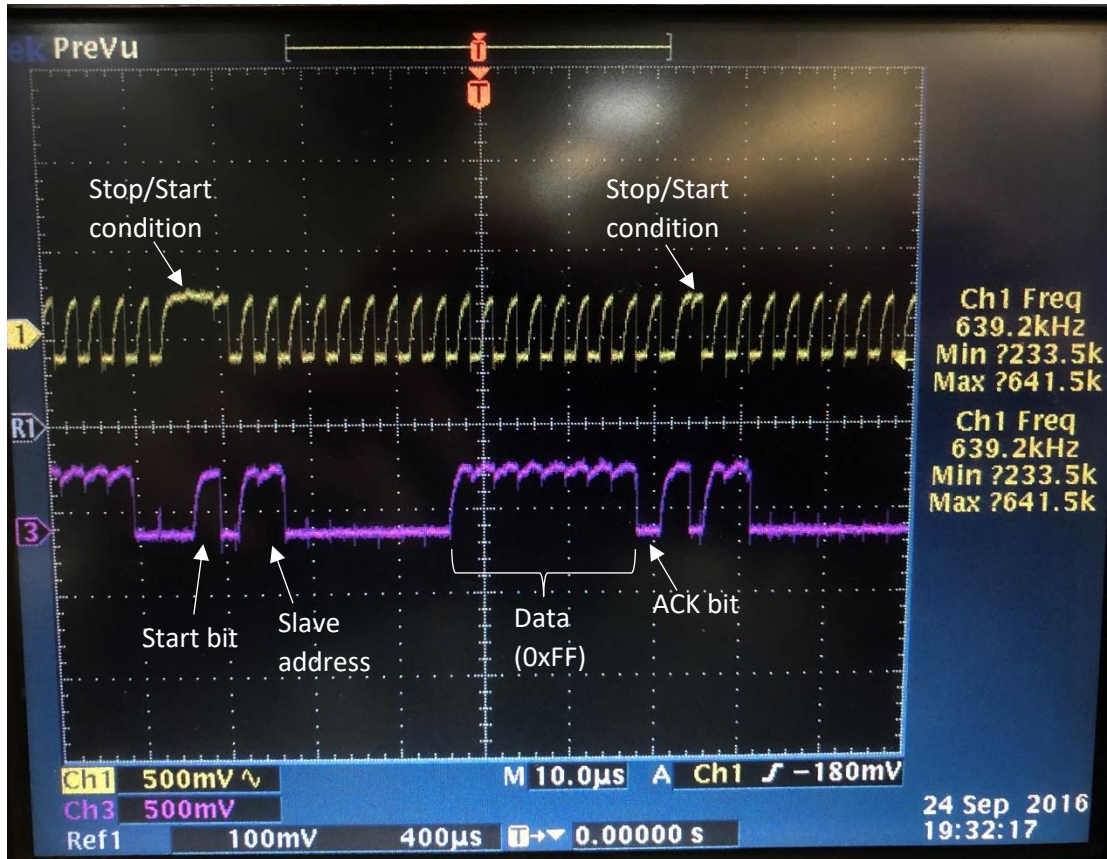 Tek PreVu
T
T
Stop/Start
condition
Stop/Start
condition
1
Ch1 Freq
639.2kHz
Min ?233.5k
Max ?641.5k
R1
Ch1 Freq
639.2kHz
Min ?233.5k
Max ?641.5k
3
Start bit
Slave
address
Data
(0xFF)
ACK bit
Ch1 500mV ∿ M 10.0µs A Ch1 ƒ −180mV
Ch3 500mV
Ref1 100mV 400µs T→▼ 0.00000 s
24 Sep 2016
19:32:17